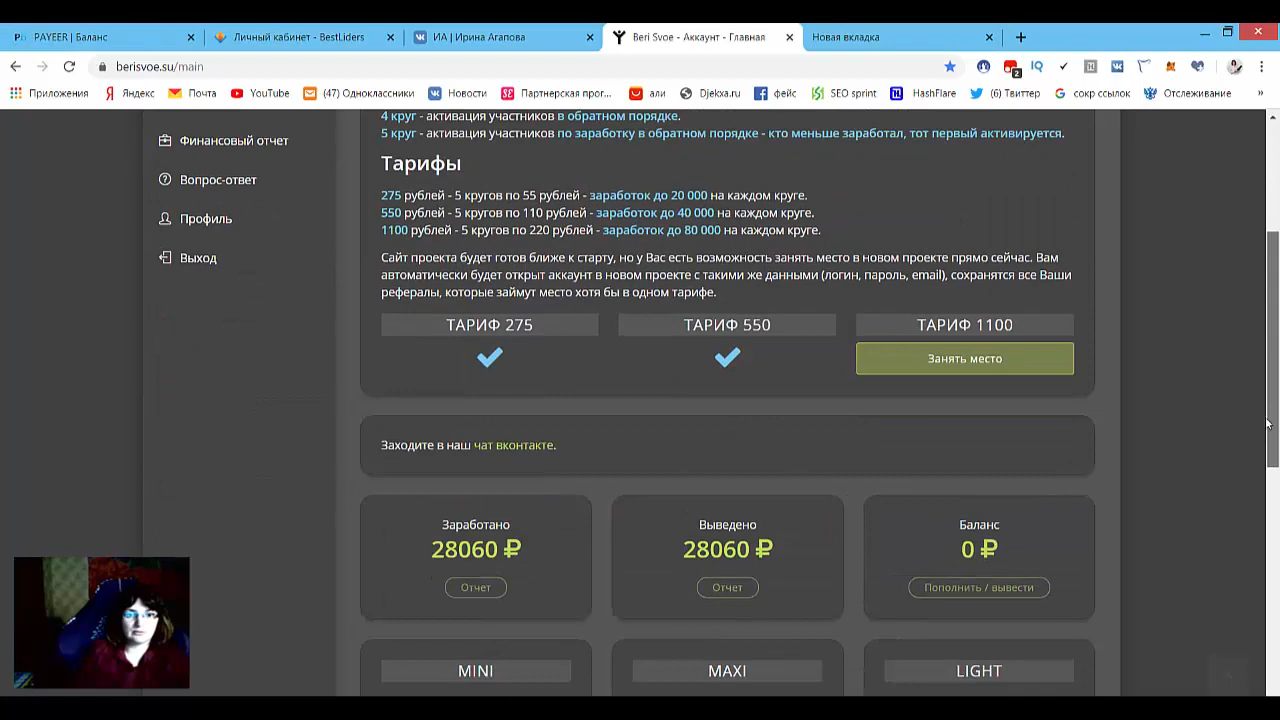 PAYEER | Баланс
Личный кабинет - BestLiders
ИА | Ирина Агапова
Beri Svoe - Аккаунт - Главная
Новая вкладка
berisvoe.su/main
2
Приложения
Яндекс
Почта
YouTube
(47) Одноклассники
Новости
Партнерская прог...
али
Djekxa.ru
фейс
SEO sprint
HashFlare
(6) Твиттер
сокр ссылок
Отслеживание
Финансовый отчет
Вопрос-ответ
Профиль
Выход
4 круг - активация участников в обратном порядке.
5 круг - активация участников по заработку в обратном порядке - кто меньше заработал, тот первый активируется.
Тарифы
275 рублей - 5 кругов по 55 рублей - заработок до 20 000 на каждом круге.
550 рублей - 5 кругов по 110 рублей - заработок до 40 000 на каждом круге.
1100 рублей - 5 кругов по 220 рублей - заработок до 80 000 на каждом круге.
Сайт проекта будет готов ближе к старту, но у Вас есть возможность занять место в новом проекте прямо сейчас. Вам
автоматически будет открыт аккаунт в новом проекте с такими же данными (логин, пароль, email), сохранятся все Ваши
рефералы, которые займут место хотя бы в одном тарифе.
ТАРИФ 275
ТАРИФ 550
ТАРИФ 1100
Занять место
Заходите в наш чат вконтакте.
Заработано
28060 ₽
Отчет
Выведено
28060 ₽
Отчет
Баланс
0 ₽
Пополнить / вывести
MINI
MAXI
LIGHT